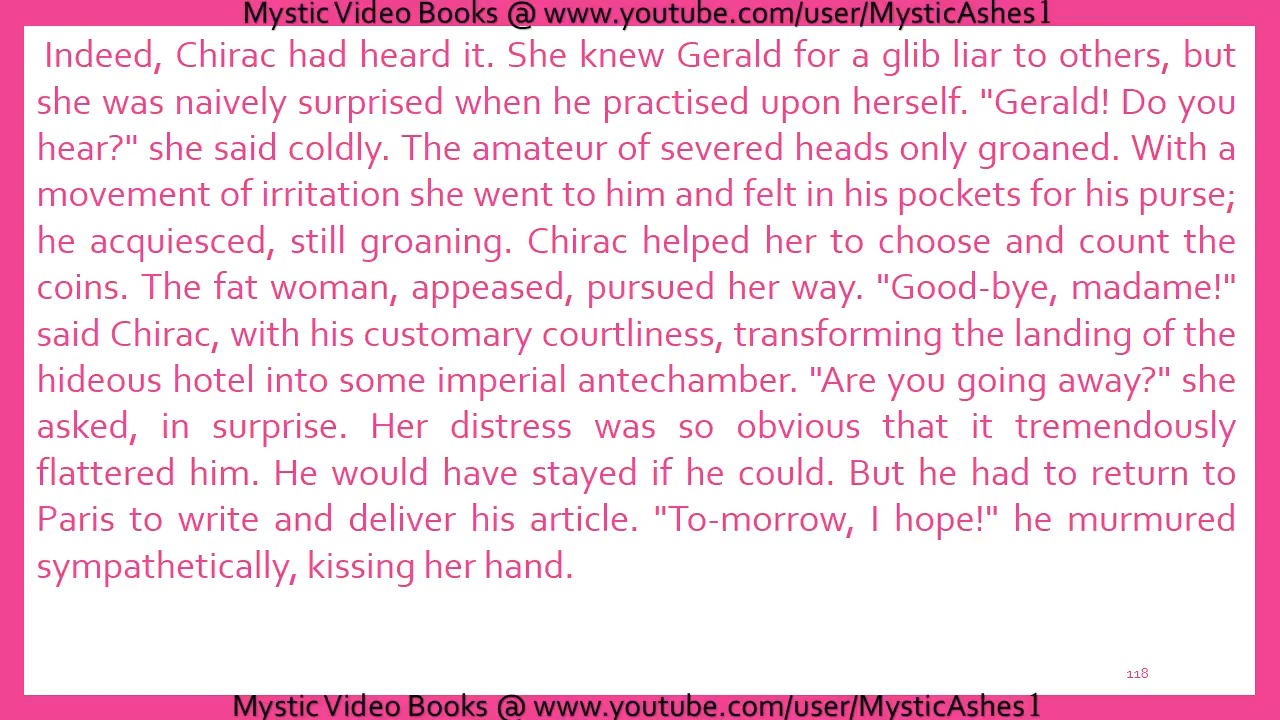 Mystic Video Books @ www.youtube.com/user/MysticAshes1
Indeed, Chirac had heard it. She knew Gerald for a glib liar to others, but
she was naively surprised when he practised upon herself. "Gerald! Do you
hear?" she said coldly. The amateur of severed heads only groaned. With a
movement of irritation she went to him and felt in his pockets for his purse;
he acquiesced, still groaning. Chirac helped her to choose and count the
coins. The fat woman, appeased, pursued her way. "Good-bye, madame!"
said Chirac, with his customary courtliness, transforming the landing of the
hideous hotel into some imperial antechamber. "Are you going away?" she
asked, in surprise. Her distress was so obvious that it tremendously
flattered him. He would have stayed if he could. But he had to return to
Paris to write and deliver his article. "To-morrow, I hope!" he murmured
sympathetically, kissing her hand.
118
Mystic Video Books @ www.youtube.com/user/MysticAshes1